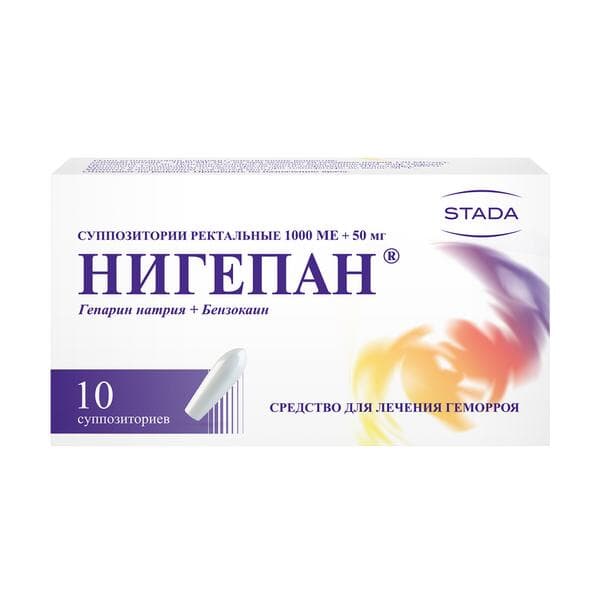 STADA
СУППОЗИТОРИИ РЕКТАЛЬНЫЕ 1000 МЕ + 50 мг
НИГЕПАН®
Гепарин натрия + Бензокаин
10
суппозиториев
СРЕДСТВО ДЛЯ ЛЕЧЕНИЯ ГЕМОРРОЯ